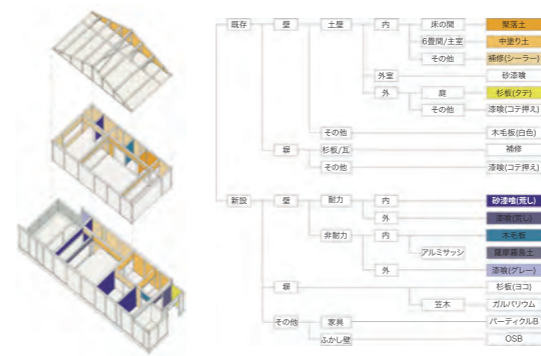 既存 壁 土壁 内 床の間 聚落土
6畳間/主室 中塗り土
その他 補修(シーラー)
外室 砂漆喰
外 庭 杉板(タテ)
その他 漆喰(コテ押え)
その他 木毛板(白色)
塀 杉板/瓦 補修
その他 漆喰(コテ押え)
新設 壁 耐力 内 砂漆喰(荒し)
外 漆喰(荒し)
非耐力 内 木毛板
アルミサッシ 薩摩霧島土
外 漆喰(グレー)
塀 杉板(ヨコ)
笠木 ガルバリウム
その他 家具 パーティクルB
ふかし壁 OSB